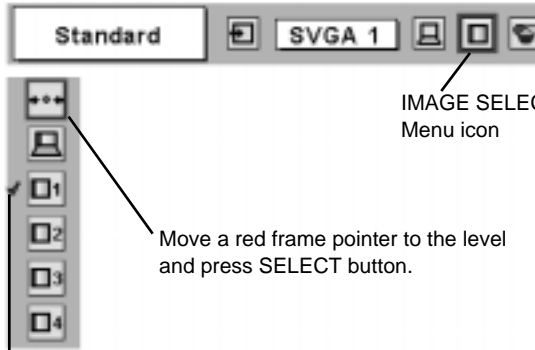 Standard
SVGA 1
IMAGE SELEC
Menu icon
1
2
3
4
Move a red frame pointer to the level
and press SELECT button.